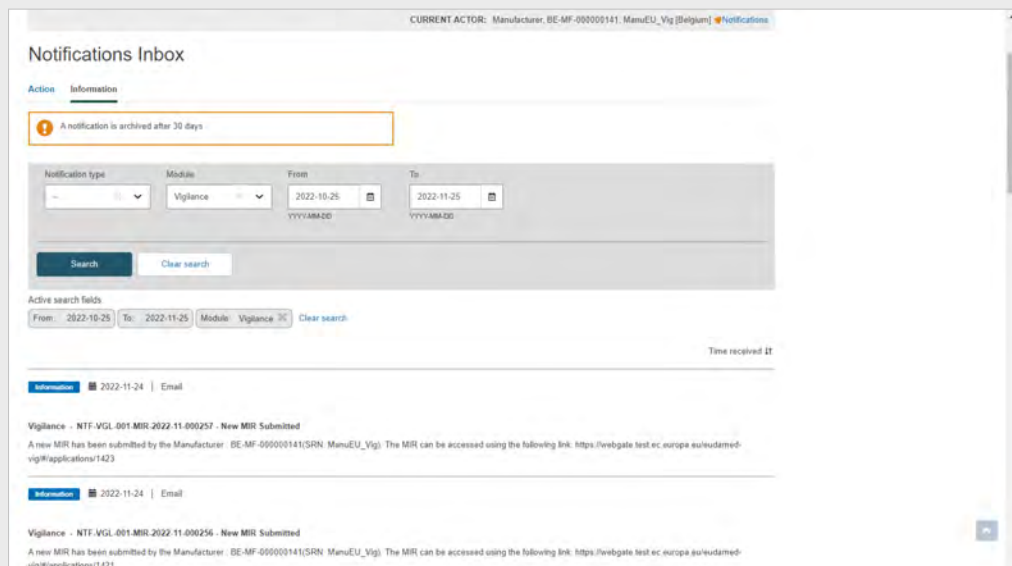 CURRENT ACTOR: Manufacturer, BE-MF-000000141, ManuEU_Vig [Belgium] Notifications
Notifications Inbox
Action Information
A notification is archived after 30 days
Notification type Module From To
-- Vigilance 2022-10-25 2022-11-25
YYYY-MM-DD YYYY-MM-DD
Search Clear search
Active search fields
From: 2022-10-25 To: 2022-11-25 Module: Vigilance Clear search
Time received
Information 2022-11-24 | Email
Vigilance - NTF-VGL-001-MIR-2022-11-000257 - New MIR Submitted
A new MIR has been submitted by the Manufacturer : BE-MF-000000141(SRN: ManuEU_Vig). The MIR can be accessed using the following link: https://webgate.test.ec.europa.eu/eudamed-
vig/#/applications/1423
Information 2022-11-24 | Email
Vigilance - NTF-VGL-001-MIR-2022-11-000256 - New MIR Submitted
A new MIR has been submitted by the Manufacturer : BE-MF-000000141(SRN: ManuEU_Vig). The MIR can be accessed using the following link: https://webgate.test.ec.europa.eu/eudamed-
vig/#/applications/1421